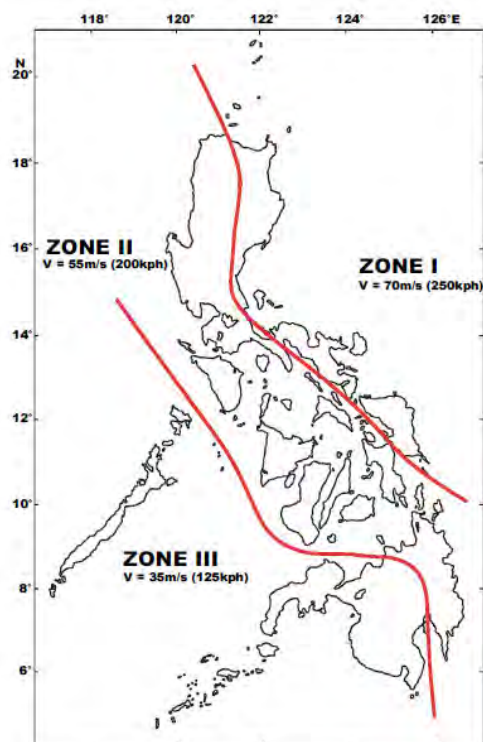 118° 120° 122° 124° 126°E
N
20°
18°
ZONE II
V = 55m/s (200kph)
ZONE I
V = 70m/s (250kph)
16°
14°
12°
10°
ZONE III
V = 35m/s (125kph)
8°
6°